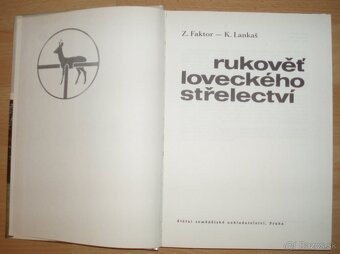 Z. Faktor — K. Lankaš
rukověť
loveckého
střelectví
Státní zemědělské nakladatelství, Praha